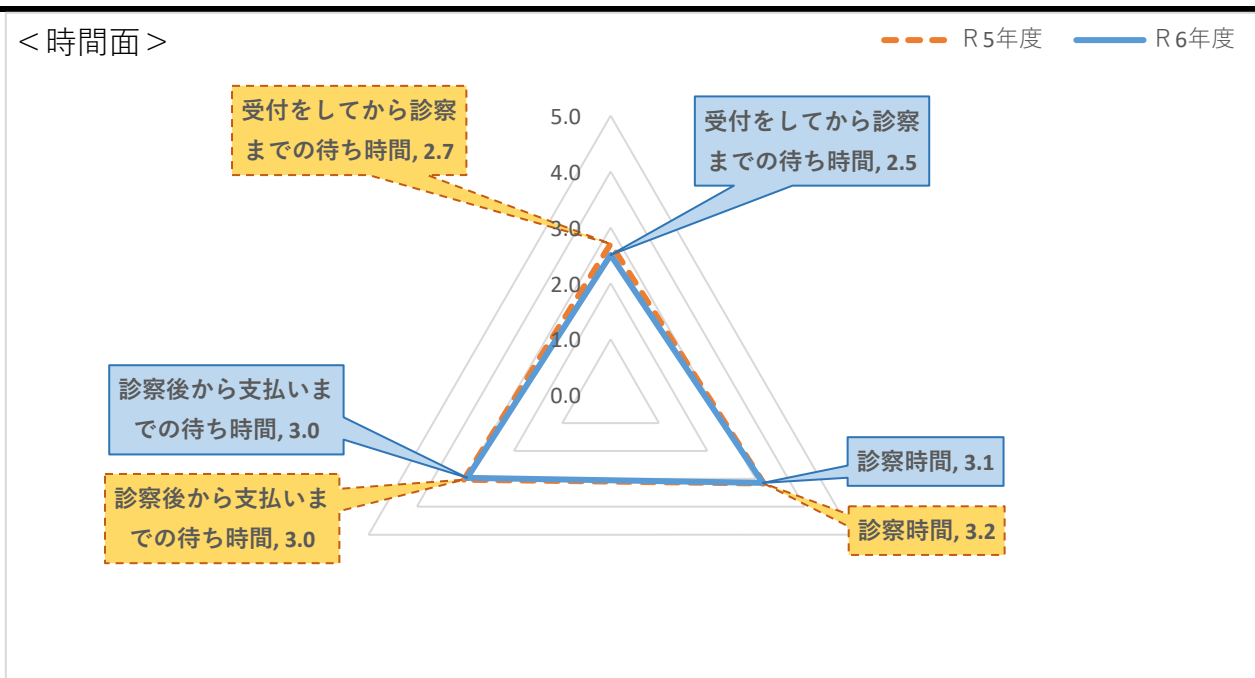 ＜時間面＞
Ｒ5年度
Ｒ6年度
受付をしてから診察
までの待ち時間, 2.7
受付をしてから診察
までの待ち時間, 2.5
5.0
4.0
3.0
2.0
1.0
0.0
診察後から支払いま
での待ち時間, 3.0
診察時間, 3.1
診察後から支払いま
での待ち時間, 3.0
診察時間, 3.2